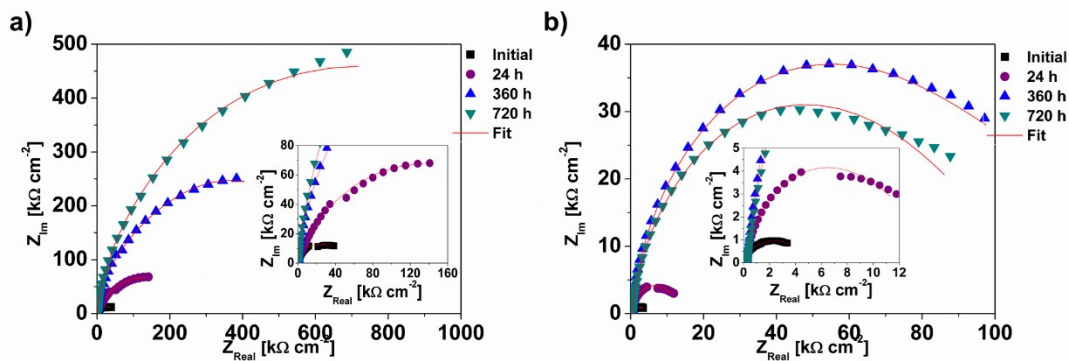 a)
500
400
300
200
100
0
Z_Im [kΩ cm⁻²]
0 200 400 600 800 1000
Z_Real [kΩ cm⁻²]
Initial
24 h
360 h
720 h
Fit
80
60
40
20
0
Z_Im [kΩ cm⁻²]
0 40 80 120 160
Z_Real [kΩ cm⁻²]
b)
40
30
20
10
0
Z_Im [kΩ cm⁻²]
0 20 40 60 80 100
Z_Real [kΩ cm⁻²]
Initial
24 h
360 h
720 h
Fit
5
4
3
2
1
0
Z_Im [kΩ cm⁻²]
0 2 4 6 8 10 12
Z_Real [kΩ cm⁻²]